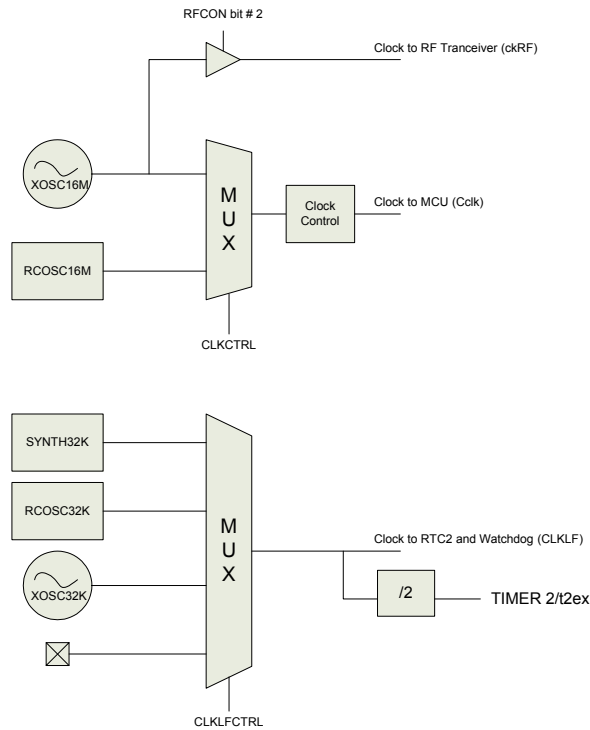 RFCON bit # 2
Clock to RF Tranceiver (ckRF)
XOSC16M
M
U
X
Clock
Control
Clock to MCU (Cclk)
RCOSC16M
CLKCTRL
SYNTH32K
RCOSC32K
M
U
X
Clock to RTC2 and Watchdog (CLKLF)
XOSC32K
/2
TIMER 2/t2ex
CLKLFCTRL